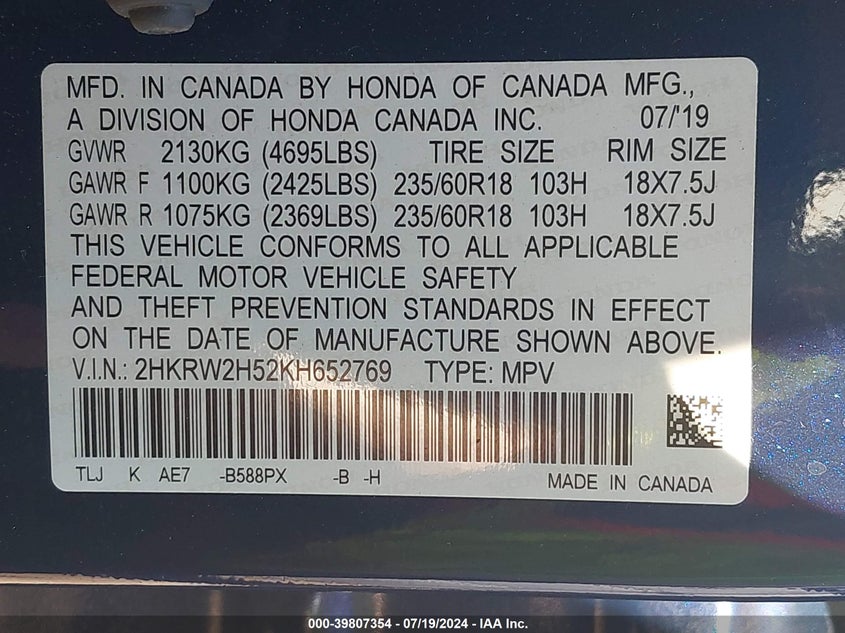 MFD. IN CANADA BY HONDA OF CANADA MFG.,
A DIVISION OF HONDA CANADA INC. 07/'19
GVWR 2130KG (4695LBS) TIRE SIZE RIM SIZE
GAWR F 1100KG (2425LBS) 235/60R18 103H 18X7.5J
GAWR R 1075KG (2369LBS) 235/60R18 103H 18X7.5J
THIS VEHICLE CONFORMS TO ALL APPLICABLE
FEDERAL MOTOR VEHICLE SAFETY
AND THEFT PREVENTION STANDARDS IN EFFECT
ON THE DATE OF MANUFACTURE SHOWN ABOVE.
V.I.N.: 2HKRW2H52KH652769 TYPE: MPV
TLJ K AE7 -B588PX -B -H MADE IN CANADA
000-39807354 - 07/19/2024 - IAA Inc.